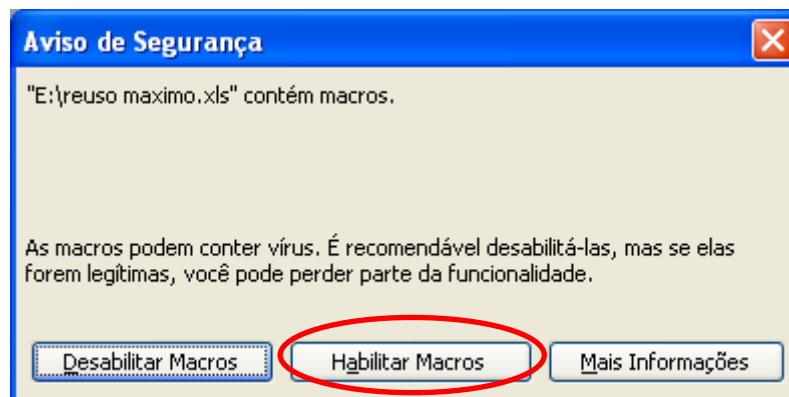 Aviso de Segurança
"E:\reuso maximo.xls" contém macros.
As macros podem conter vírus. É recomendável desabilitá-las, mas se elas
forem legítimas, você pode perder parte da funcionalidade.
Desabilitar Macros Habilitar Macros Mais Informações